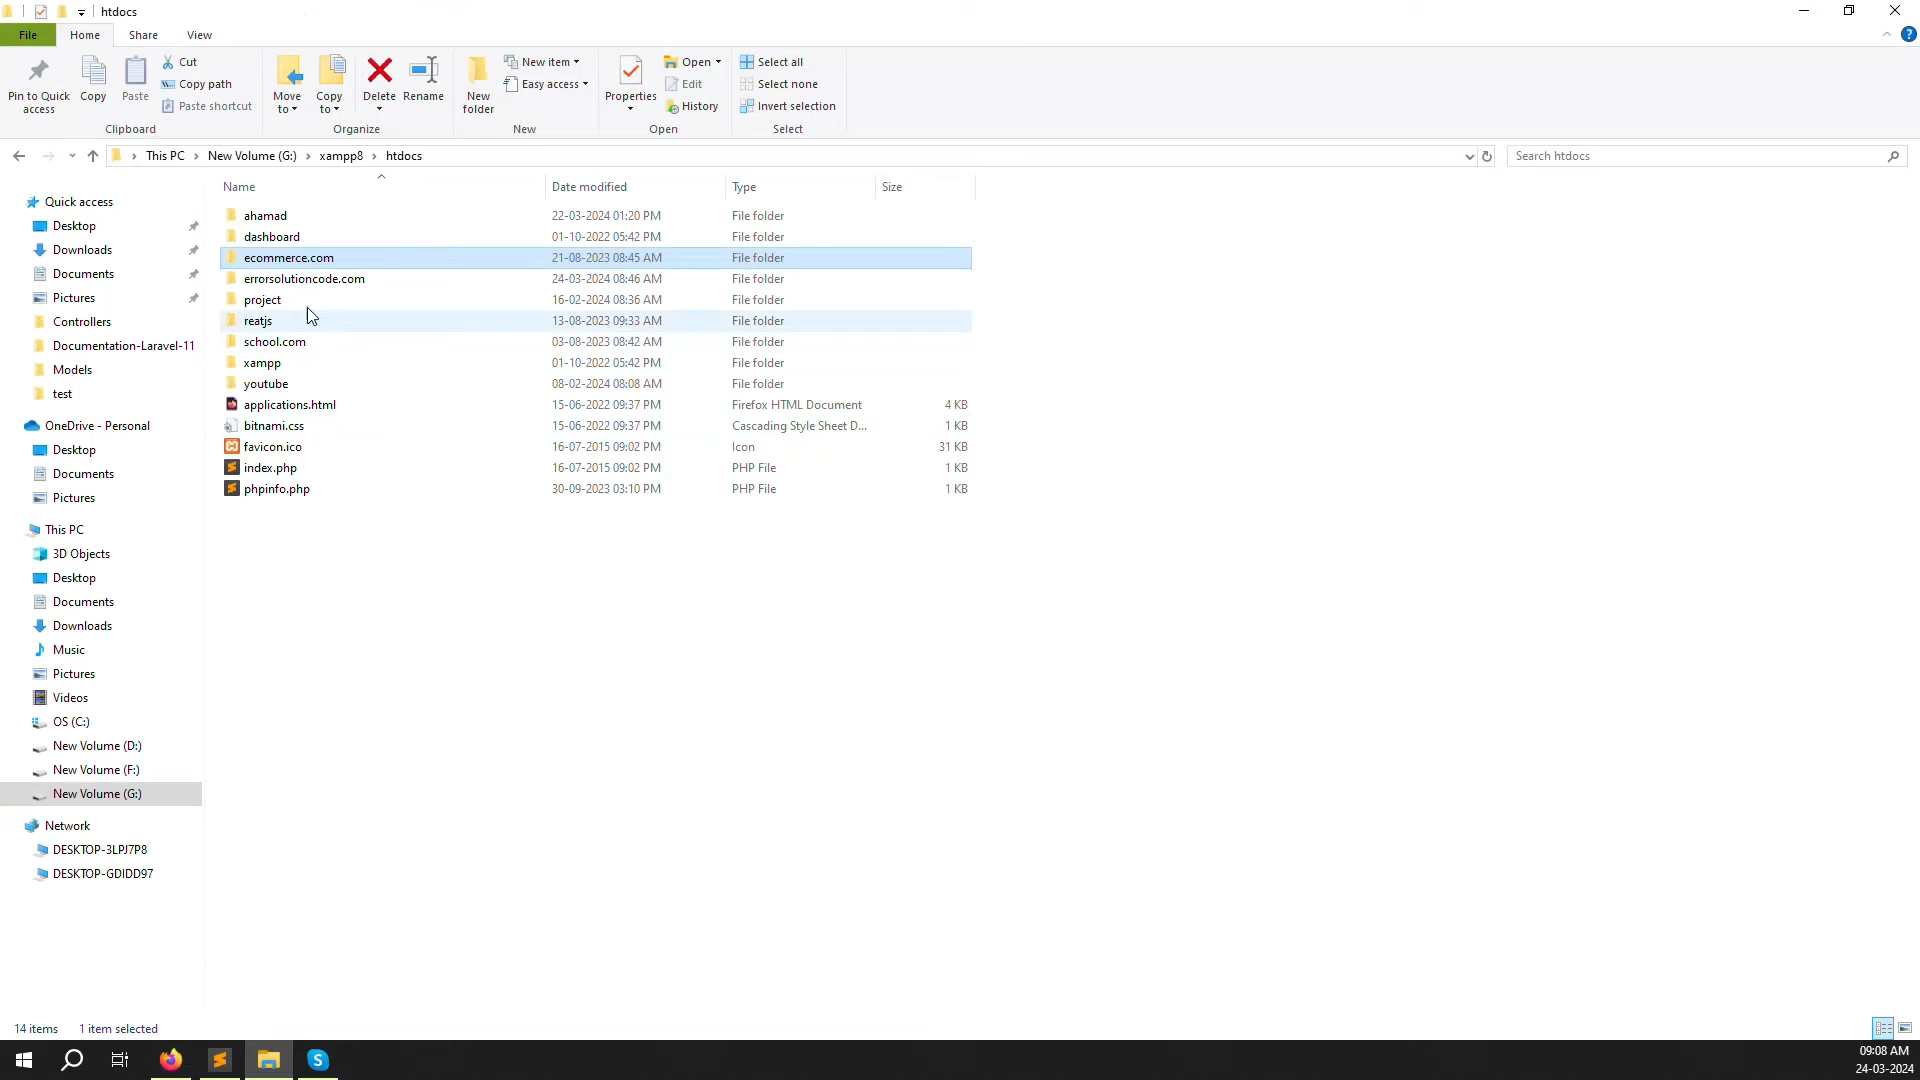 htdocs
File Home Share View
Pin to Quick access
Copy
Paste
Cut
Copy path
Paste shortcut
Clipboard
Move to
Copy to
Delete
Rename
Organize
New folder
New item
Easy access
New
Properties
Open
Edit
History
Open
Select all
Select none
Invert selection
Select
This PC > New Volume (G:) > xampp8 > htdocs
Search htdocs
Quick access
Desktop
Downloads
Documents
Pictures
Controllers
Documentation-Laravel-11
Models
test
OneDrive - Personal
Desktop
Documents
Pictures
This PC
3D Objects
Desktop
Documents
Downloads
Music
Pictures
Videos
OS (C:)
New Volume (D:)
New Volume (F:)
New Volume (G:)
Network
DESKTOP-3LPJ7P8
DESKTOP-GDIDD97
Name Date modified Type Size
ahamad 22-03-2024 01:20 PM File folder
dashboard 01-10-2022 05:42 PM File folder
ecommerce.com 21-08-2023 08:45 AM File folder
errorsolutioncode.com 24-03-2024 08:46 AM File folder
project 16-02-2024 08:36 AM File folder
reatjs 13-08-2023 09:33 AM File folder
school.com 03-08-2023 08:42 AM File folder
xampp 01-10-2022 05:42 PM File folder
youtube 08-02-2024 08:08 AM File folder
applications.html 15-06-2022 09:37 PM Firefox HTML Document 4 KB
bitnami.css 15-06-2022 09:37 PM Cascading Style Sheet D... 1 KB
favicon.ico 16-07-2015 09:02 PM Icon 31 KB
index.php 16-07-2015 09:02 PM PHP File 1 KB
phpinfo.php 30-09-2023 03:10 PM PHP File 1 KB
14 items 1 item selected
09:08 AM
24-03-2024